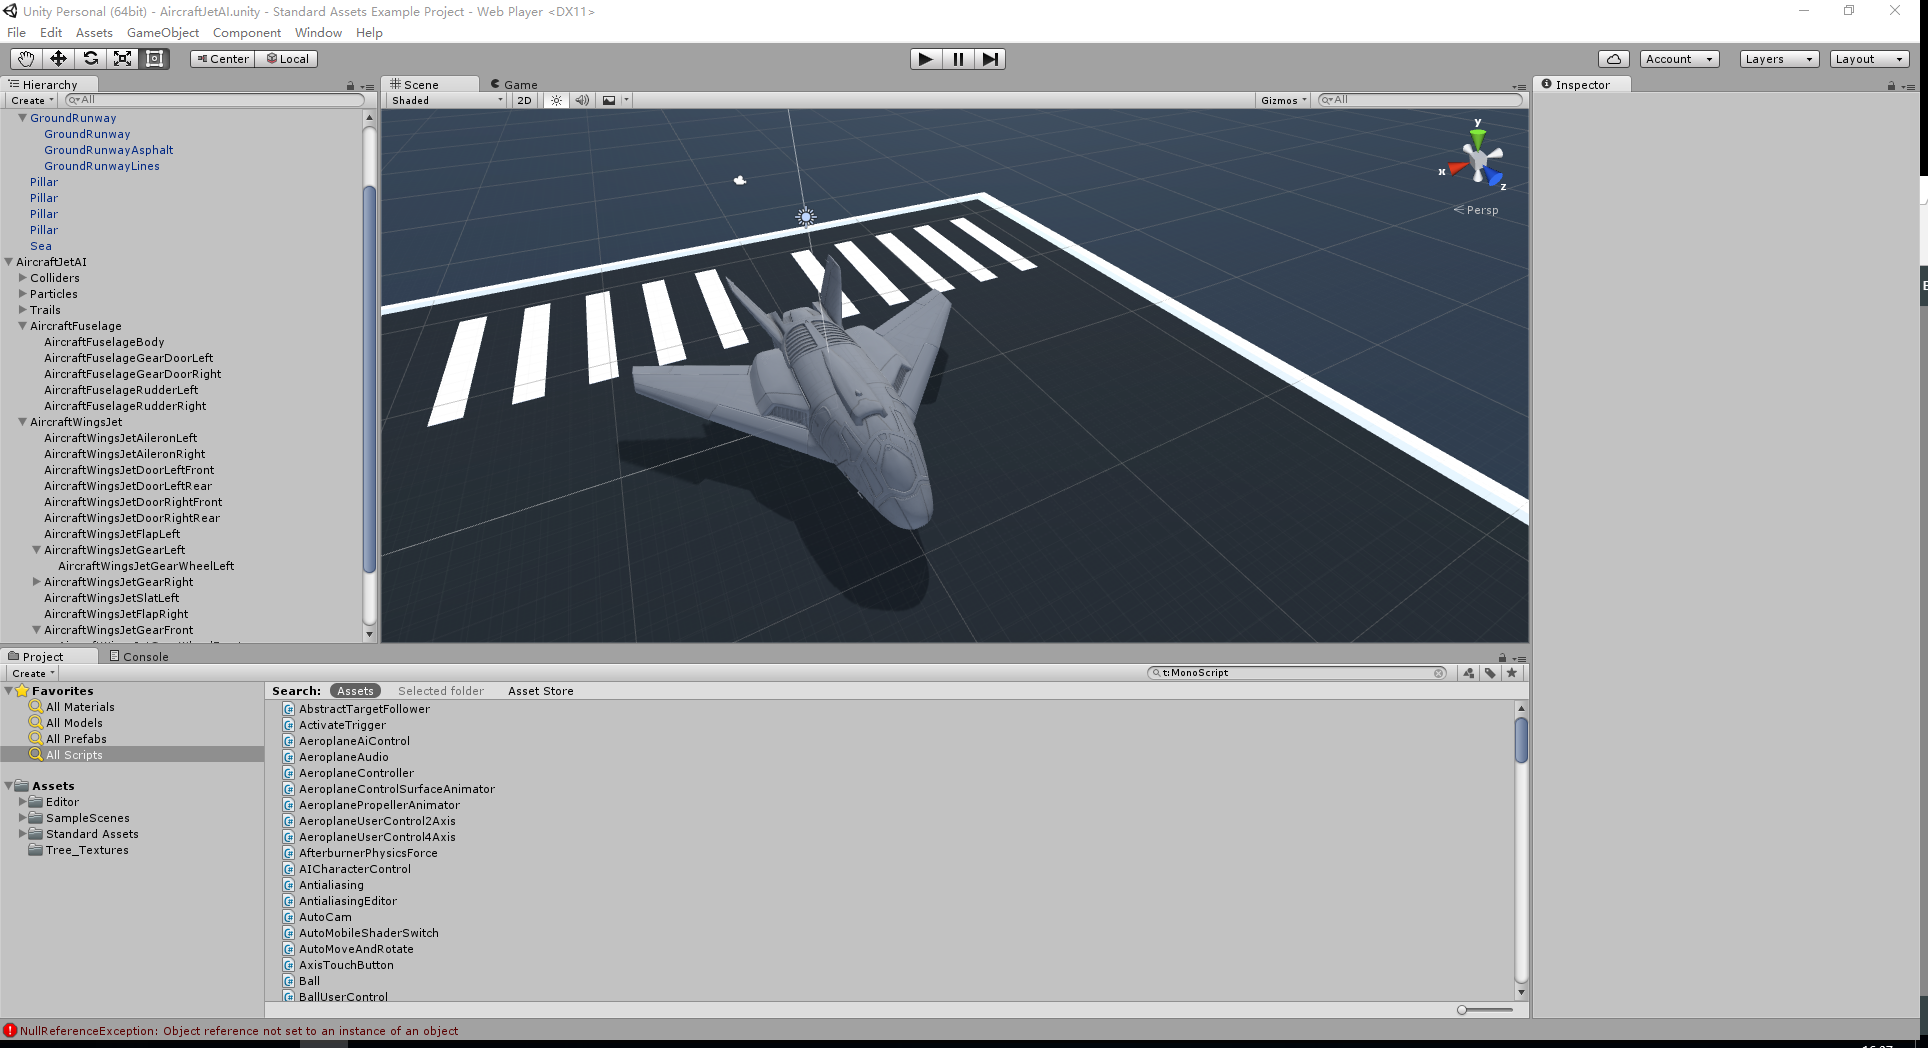 Unity Personal (64bit) - AircraftJetAI.unity - Standard Assets Example Project - Web Player <DX11>
File Edit Assets GameObject Component Window Help
Center Local Account Layers Layout
Hierarchy
Create All
GroundRunway
GroundRunway
GroundRunwayAsphalt
GroundRunwayLines
Pillar
Pillar
Pillar
Pillar
Sea
AircraftJetAI
Colliders
Particles
Trails
AircraftFuselage
AircraftFuselageBody
AircraftFuselageGearDoorLeft
AircraftFuselageGearDoorRight
AircraftFuselageRudderLeft
AircraftFuselageRudderRight
AircraftWingsJet
AircraftWingsJetAileronLeft
AircraftWingsJetAileronRight
AircraftWingsJetDoorLeftFront
AircraftWingsJetDoorLeftRear
AircraftWingsJetDoorRightFront
AircraftWingsJetDoorRightRear
AircraftWingsJetFlapLeft
AircraftWingsJetGearLeft
AircraftWingsJetGearWheelLeft
AircraftWingsJetGearRight
AircraftWingsJetSlatLeft
AircraftWingsJetFlapRight
AircraftWingsJetGearFront
Scene Game
Shaded 2D Gizmos All
y
x
z
Persp
Inspector
Project Console
Create t:MonoScript
Favorites
All Materials
All Models
All Prefabs
All Scripts
Assets
Editor
SampleScenes
Standard Assets
Tree_Textures
Search: Assets Selected folder Asset Store
AbstractTargetFollower
ActivateTrigger
AeroplaneAiControl
AeroplaneAudio
AeroplaneController
AeroplaneControlSurfaceAnimator
AeroplanePropellerAnimator
AeroplaneUserControl2Axis
AeroplaneUserControl4Axis
AfterburnerPhysicsForce
AICharacterControl
Antialiasing
AntialiasingEditor
AutoCam
AutoMobileShaderSwitch
AutoMoveAndRotate
AxisTouchButton
Ball
BallUserControl
NullReferenceException: Object reference not set to an instance of an object